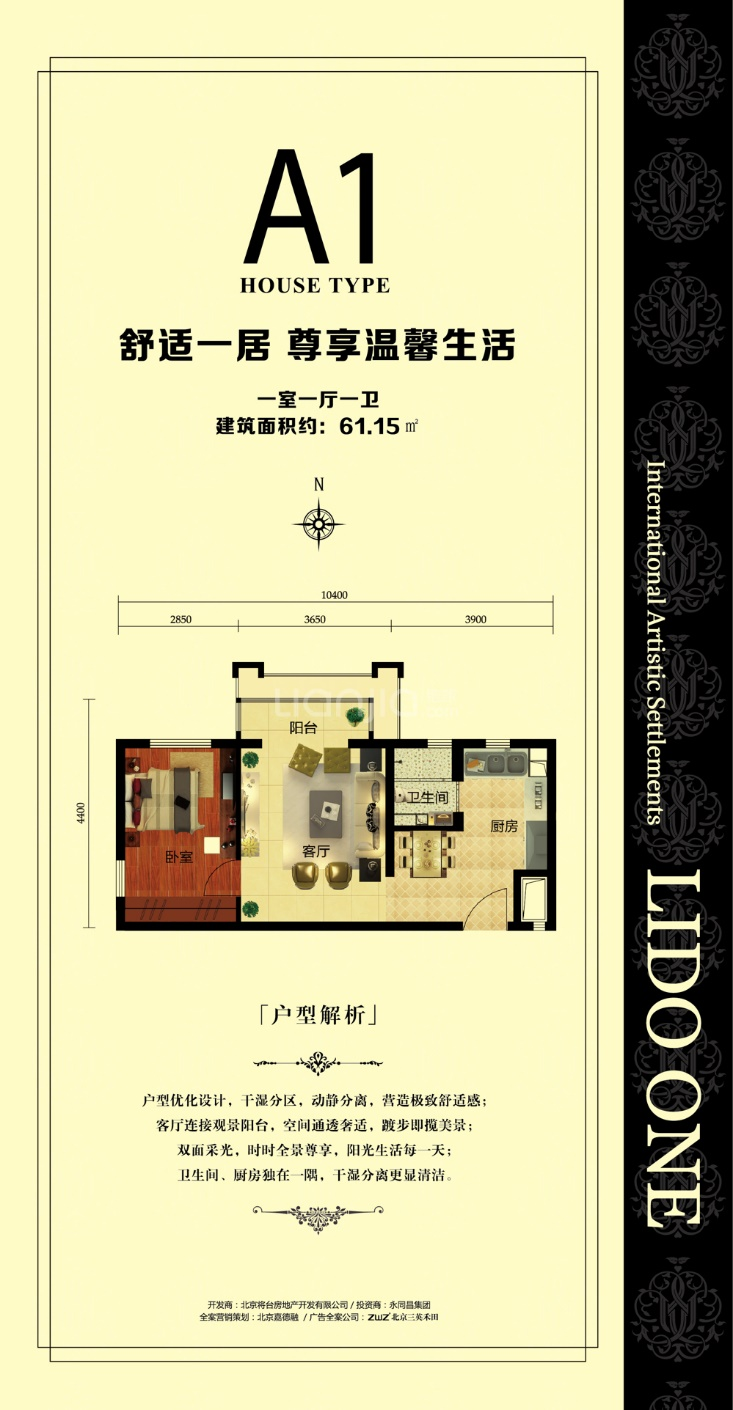 A1
HOUSE TYPE
舒适一居 尊享温馨生活
一室一厅一卫
建筑面积约：61.15㎡
N
10400
2850
3650
3900
4400
Lianjia
阳台
卫生间
厨房
客厅
卧室
「户型解析」
户型优化设计，干湿分区，动静分离，营造极致舒适感；
客厅连接观景阳台，空间通透奢适，踱步即揽美景；
双面采光，时时全景尊享，阳光生活每一天；
卫生间、厨房独在一隅，干湿分离更显清洁。
开发商：北京将台房地产开发有限公司 / 投资商：永同昌集团
全案营销策划：北京嘉德融 / 广告全案公司：ZWZ 北京三英禾田
International Artistic Settlements
LIDO ONE